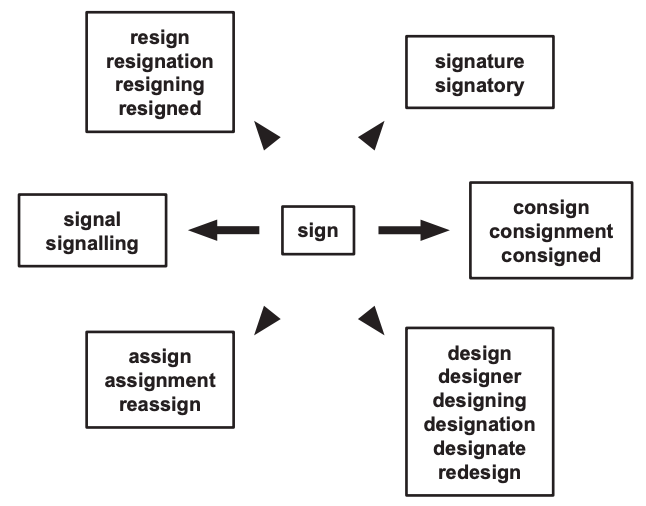 resign
resignation
resigning
resigned
signature
signatory
signal
signalling
sign
consign
consignment
consigned
assign
assignment
reassign
design
designer
designing
designation
designate
redesign